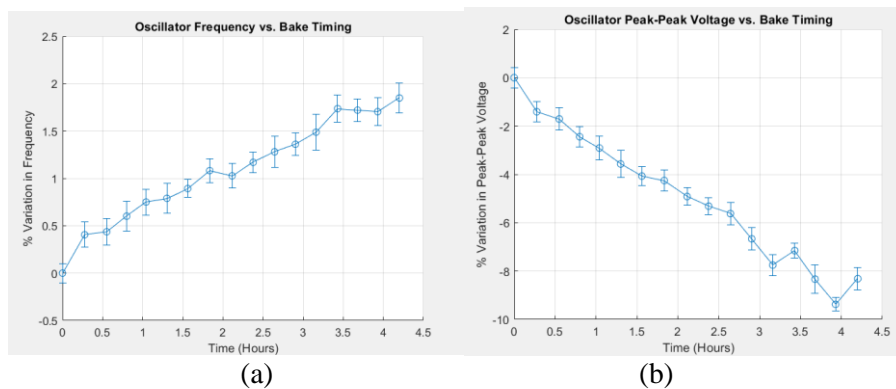 Oscillator Frequency vs. Bake Timing
2.5
2
1.5
1
0.5
0
-0.5
% Variation in Frequency
0 0.5 1 1.5 2 2.5 3 3.5 4 4.5
Time (Hours)
(a)
Oscillator Peak-Peak Voltage vs. Bake Timing
2
0
-2
-4
-6
-8
-10
% Variation in Peak-Peak Voltage
0 0.5 1 1.5 2 2.5 3 3.5 4 4.5
Time (Hours)
(b)